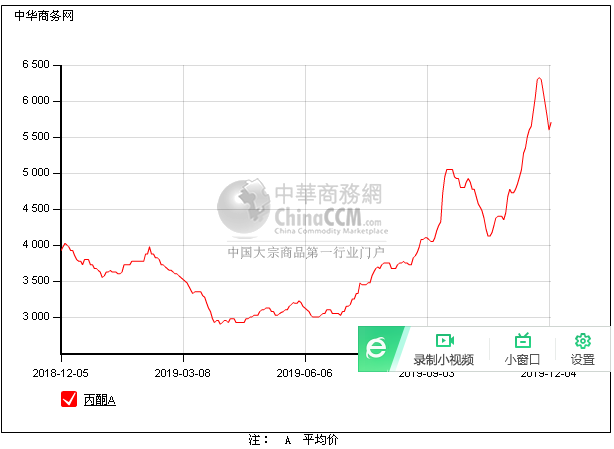 中华商务网
6 500
6 000
5 500
5 000
4 500
4 000
3 500
3 000
中華商務網
ChinaCCM.com
China Commodity Marketplace
中国大宗商品第一行业门户
录制小视频 小窗口 设置
2018-12-05 2019-03-08 2019-06-06 2019-09-03 2019-12-04
丙酮A
注： A 平均价